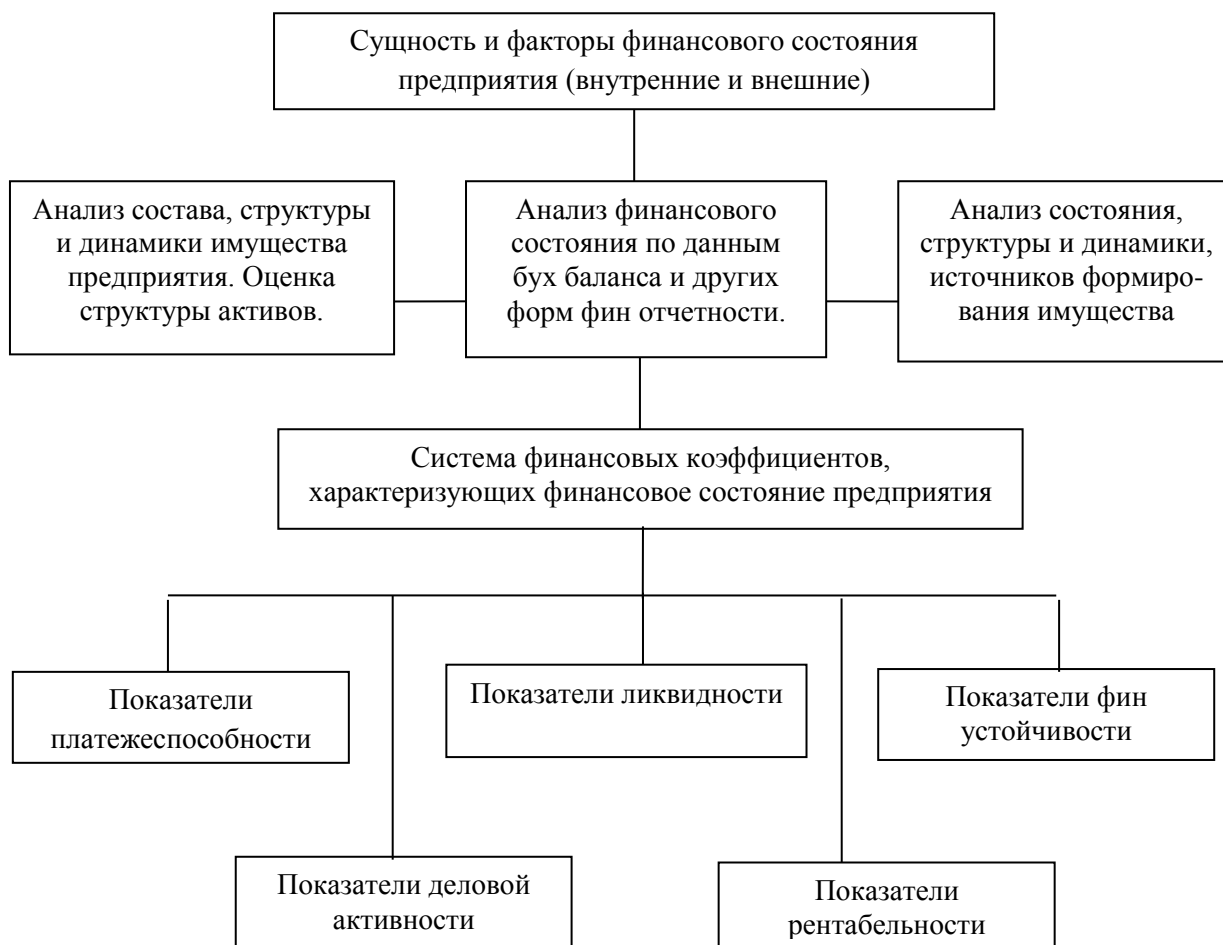 Сущность и факторы финансового состояния
предприятия (внутренние и внешние)
Анализ состава, структуры
и динамики имущества
предприятия. Оценка
структуры активов.
Анализ финансового
состояния по данным
бух баланса и других
форм фин отчетности.
Анализ состояния,
структуры и динамики,
источников формиро-
вания имущества
Система финансовых коэффициентов,
характеризующих финансовое состояние предприятия
Показатели
платежеспособности
Показатели ликвидности
Показатели фин
устойчивости
Показатели деловой
активности
Показатели
рентабельности